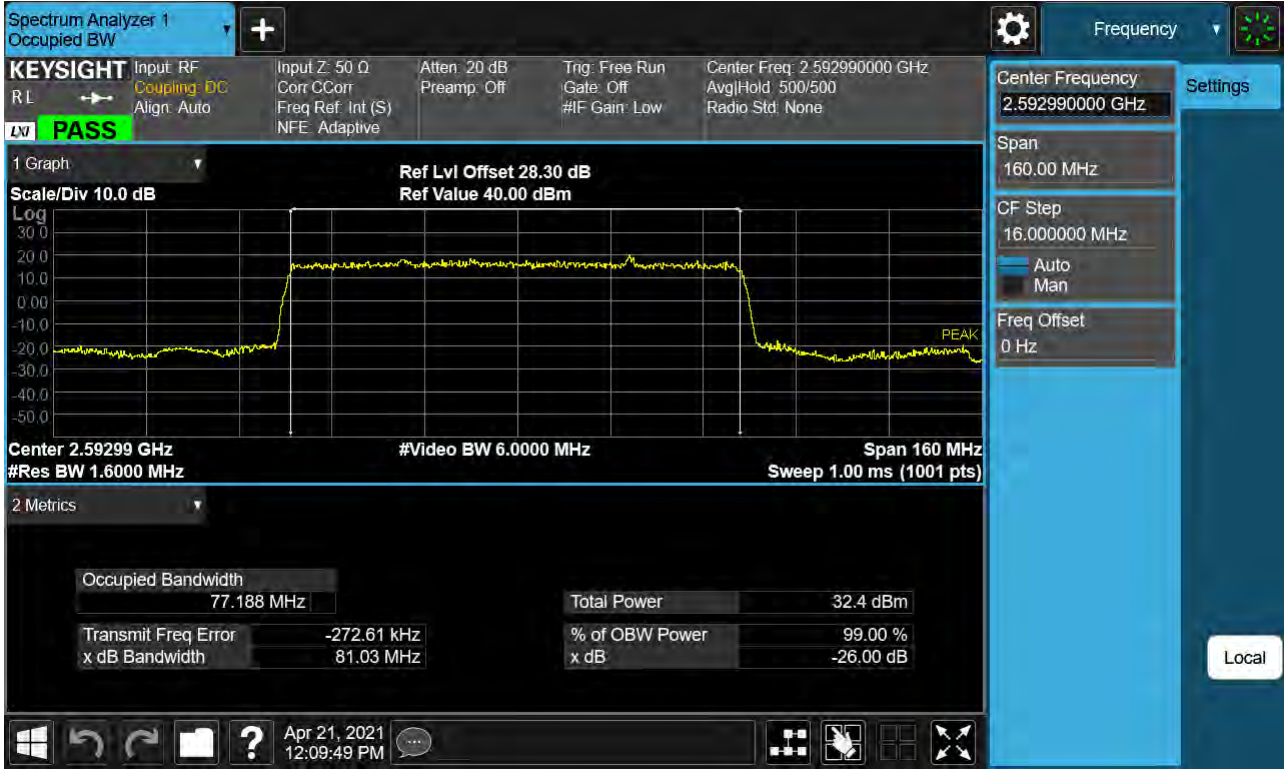 Spectrum Analyzer 1
Occupied BW
+
Frequency
KEYSIGHT
R L
LXI
PASS
Input: RF
Coupling: DC
Align: Auto
Input Z: 50 Ω
Corr CCorr
Freq Ref: Int (S)
NFE: Adaptive
Atten: 20 dB
Preamp: Off
Trig: Free Run
Gate: Off
#IF Gain: Low
Center Freq: 2.592990000 GHz
Avg|Hold: 500/500
Radio Std: None
Center Frequency
2.592990000 GHz
Settings
Span
160.00 MHz
CF Step
16.000000 MHz
Auto
Man
Freq Offset
0 Hz
Local
1 Graph
Scale/Div 10.0 dB
Ref Lvl Offset 28.30 dB
Ref Value 40.00 dBm
Log
30.0
20.0
10.0
0.00
-10.0
-20.0
-30.0
-40.0
-50.0
PEAK
Center 2.59299 GHz
#Video BW 6.0000 MHz
Span 160 MHz
#Res BW 1.6000 MHz
Sweep 1.00 ms (1001 pts)
2 Metrics
Occupied Bandwidth
77.188 MHz
Total Power 32.4 dBm
Transmit Freq Error -272.61 kHz
% of OBW Power 99.00 %
x dB Bandwidth 81.03 MHz
x dB -26.00 dB
?
Apr 21, 2021
12:09:49 PM